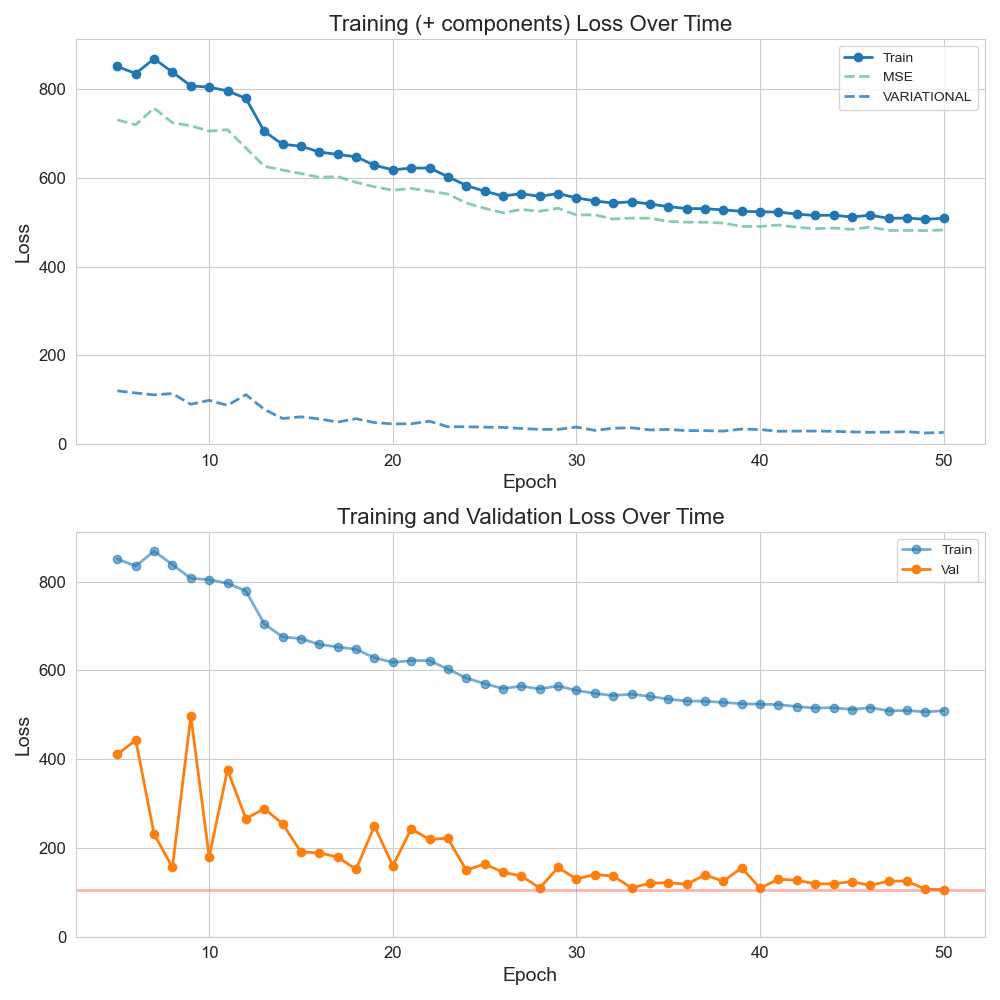 Training (+ components) Loss Over Time
Train
MSE
VARIATIONAL
Loss
800
600
400
200
0
10 20 30 40 50
Epoch
Training and Validation Loss Over Time
Train
Val
Loss
800
600
400
200
0
10 20 30 40 50
Epoch